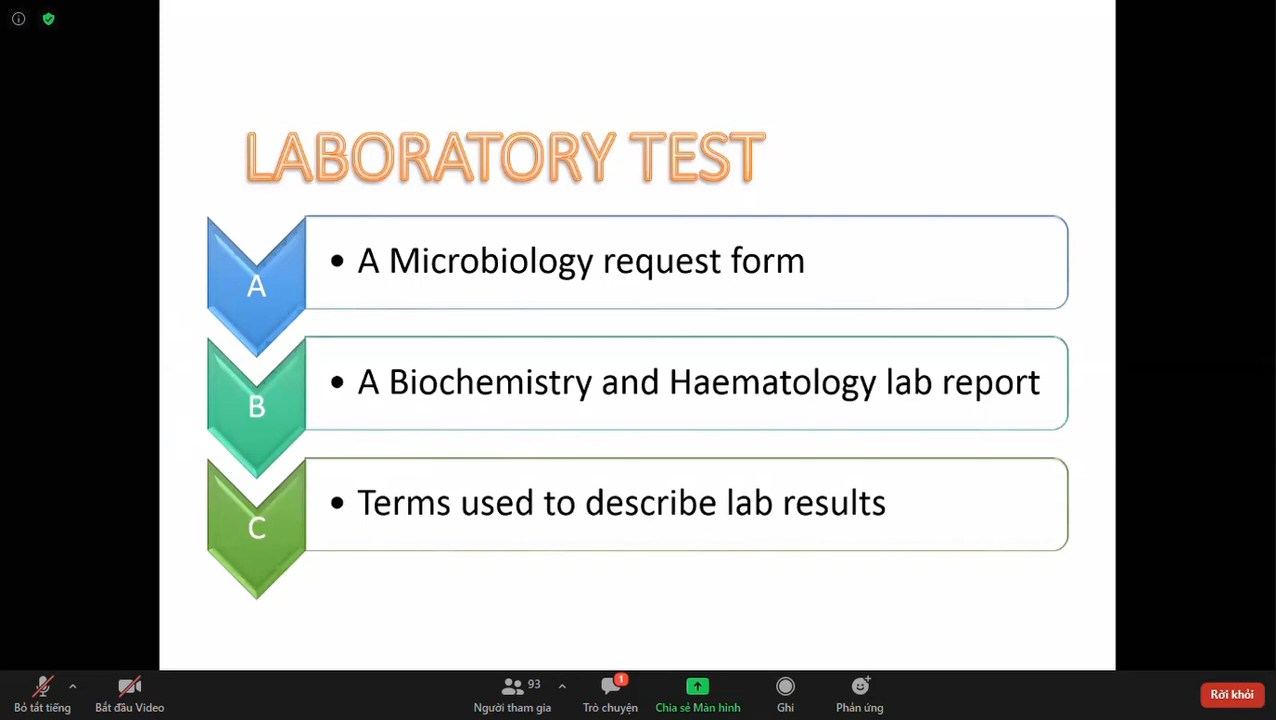 LABORATORY TEST
A
• A Microbiology request form
B
• A Biochemistry and Haematology lab report
C
• Terms used to describe lab results
93
1
Bỏ tắt tiếng
Bắt đầu Video
Người tham gia
Trò chuyện
Chia sẻ Màn hình
Ghi
Phản ứng
Rời khỏi